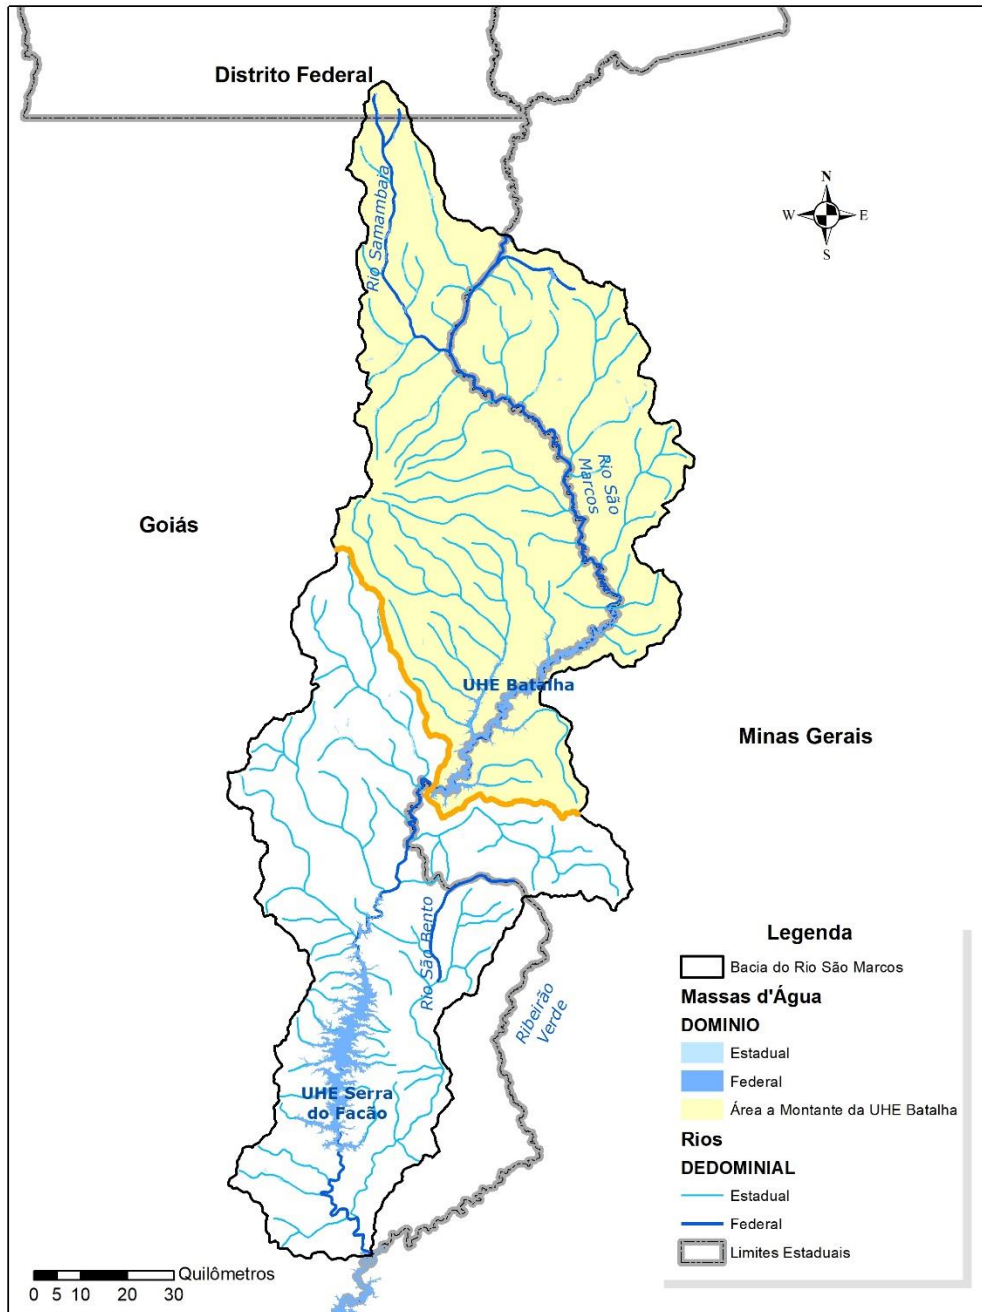 Distrito Federal
Rio Samambaia
N
W
E
S
Rio São
Marcos
Goiás
UHE Batalha
Minas Gerais
Rio São Bento
Ribeirão
Verde
UHE Serra
do Facão
Legenda
Bacia do Rio São Marcos
Massas d'Água
DOMINIO
Estadual
Federal
Área a Montante da UHE Batalha
Rios
DEDOMINIAL
Estadual
Federal
Limites Estaduais
Quilômetros
0 5 10 20 30